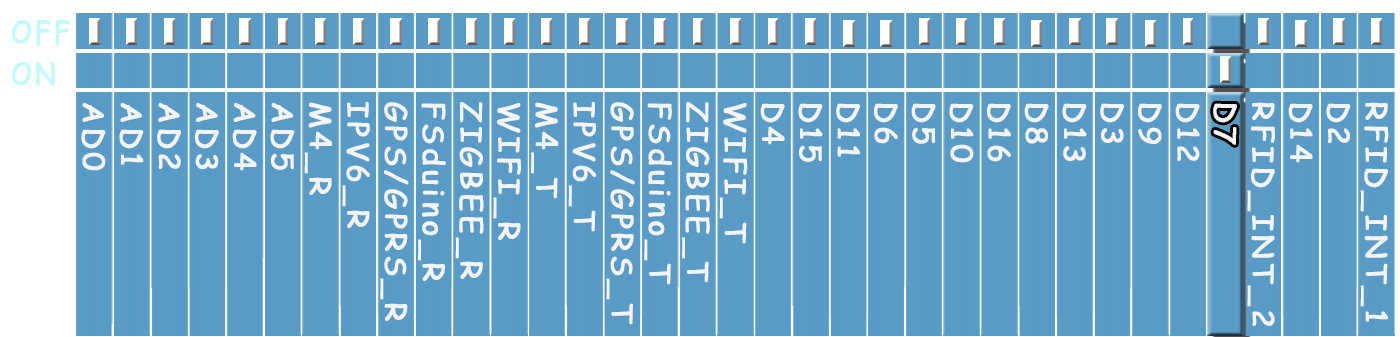 OFF
ON
AD0
AD1
AD2
AD3
AD4
AD5
M4_R
IPV6_R
GPS/GPRS_R
FSduino_R
ZIGBEE_R
WIFI_R
M4_T
IPV6_T
GPS/GPRS_T
FSduino_T
ZIGBEE_T
WIFI_T
D4
D15
D11
D6
D5
D10
D16
D8
D13
D3
D9
D12
D7
RFID_INT_2
D14
D2
RFID_INT_1